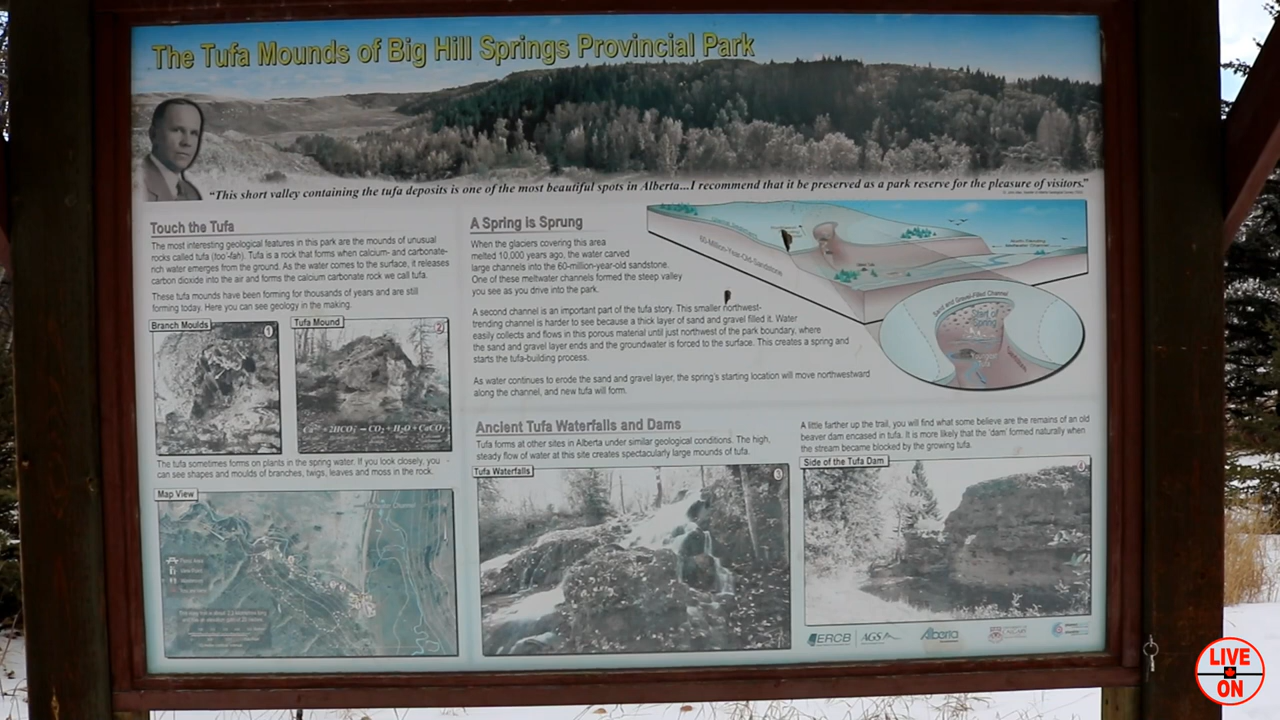 The Tufa Mounds of Big Hill Springs Provincial Park
"This short valley containing the tufa deposits is one of the most beautiful spots in Alberta...I recommend that it be preserved as a park reserve for the pleasure of visitors."
Touch the Tufa
The most interesting geological features in this park are the mounds of unusual
rocks called tufa (too'-fah). Tufa is a rock that forms when calcium- and carbonate-
rich water emerges from the ground. As the water comes to the surface, it releases
carbon dioxide into the air and forms the calcium carbonate rock we call tufa.
These tufa mounds have been forming for thousands of years and are still
forming today. Here you can see geology in the making.
Branch Moulds
1
Tufa Mound
2
Ca²⁺ + 2HCO₃⁻ → CO₂ + H₂O + CaCO₃
The tufa sometimes forms on plants in the spring water. If you look closely, you
can see shapes and moulds of branches, twigs, leaves and moss in the rock.
Map View
A Spring is Sprung
When the glaciers covering this area
melted 10,000 years ago, the water carved
large channels into the 60-million-year-old sandstone.
One of these meltwater channels formed the steep valley
you see as you drive into the park.
A second channel is an important part of the tufa story. This smaller northwest-
trending channel is harder to see because a thick layer of sand and gravel filled it. Water
easily collects and flows in this porous material until just northwest of the park boundary, where
the sand and gravel layer ends and the groundwater is forced to the surface. This creates a spring and
starts the tufa-building process.
As water continues to erode the sand and gravel layer, the spring's starting location will move northwestward
along the channel, and new tufa will form.
60-Million-Year-Old-Sandstone
Sand and Gravel-Filled Channel
Start of
Spring
Ancient Tufa Waterfalls and Dams
Tufa forms at other sites in Alberta under similar geological conditions. The high,
steady flow of water at this site creates spectacularly large mounds of tufa.
Tufa Waterfalls
3
A little farther up the trail, you will find what some believe are the remains of an old
beaver dam encased in tufa. It is more likely that the 'dam' formed naturally when
the stream became blocked by the growing tufa.
Side of the Tufa Dam
4
ERCB
AGS
Alberta
LIVE
ON